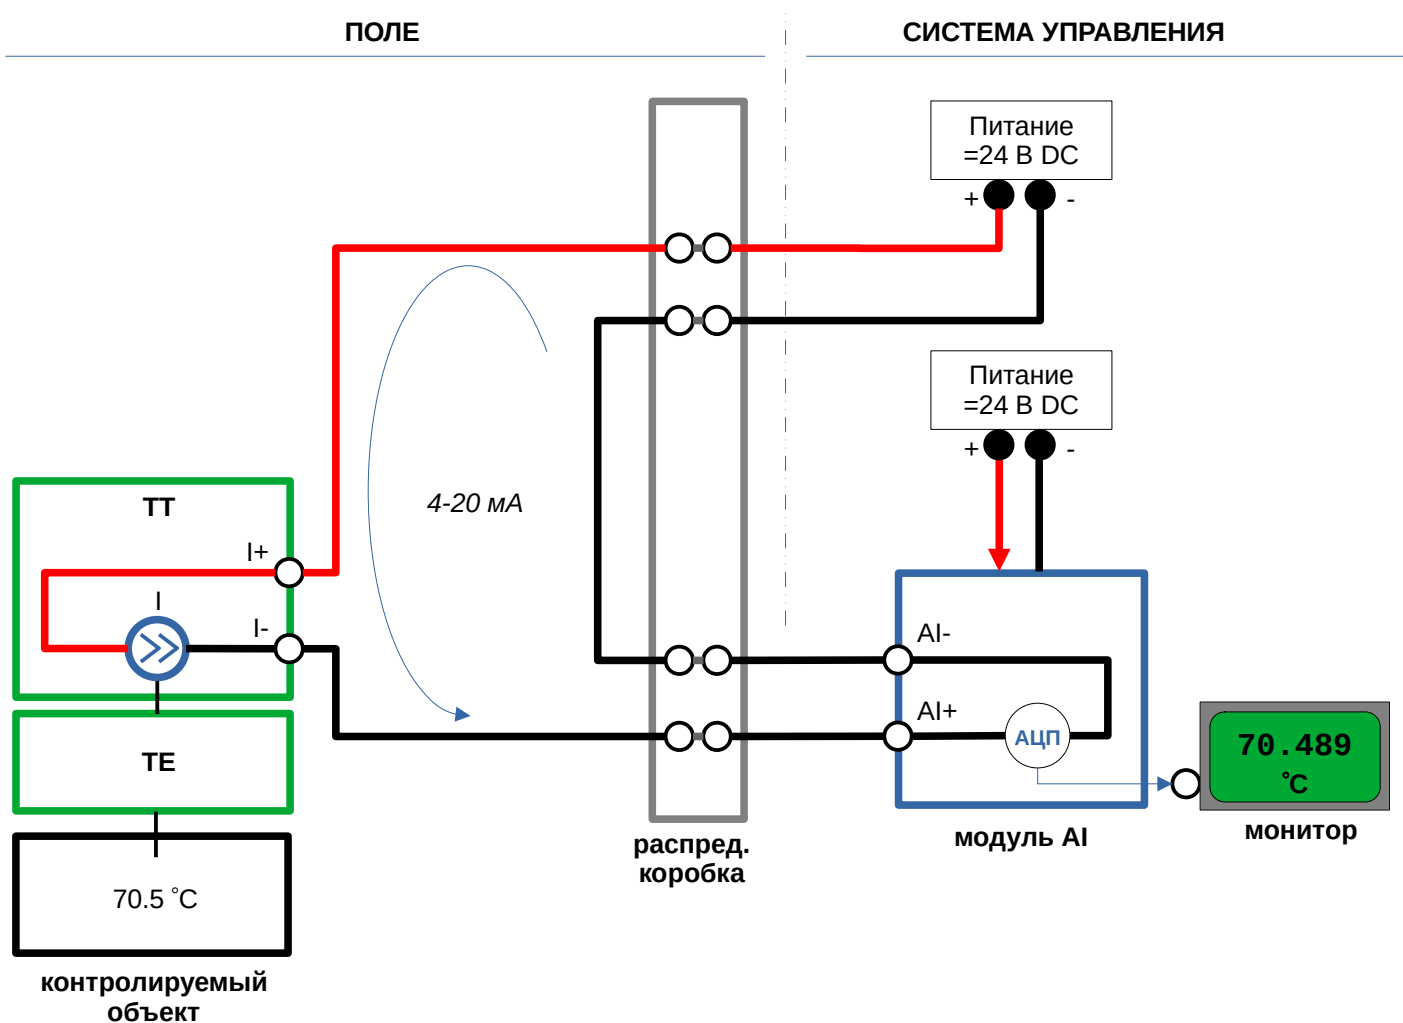 ПОЛЕ
СИСТЕМА УПРАВЛЕНИЯ
Питание
=24 В DC
+ -
Питание
=24 В DC
+ -
4-20 мА
TT
I+
I
I-
TE
70.5 °C
контролируемый
объект
распред.
коробка
AI-
AI+
АЦП
модуль AI
70.489
°C
монитор